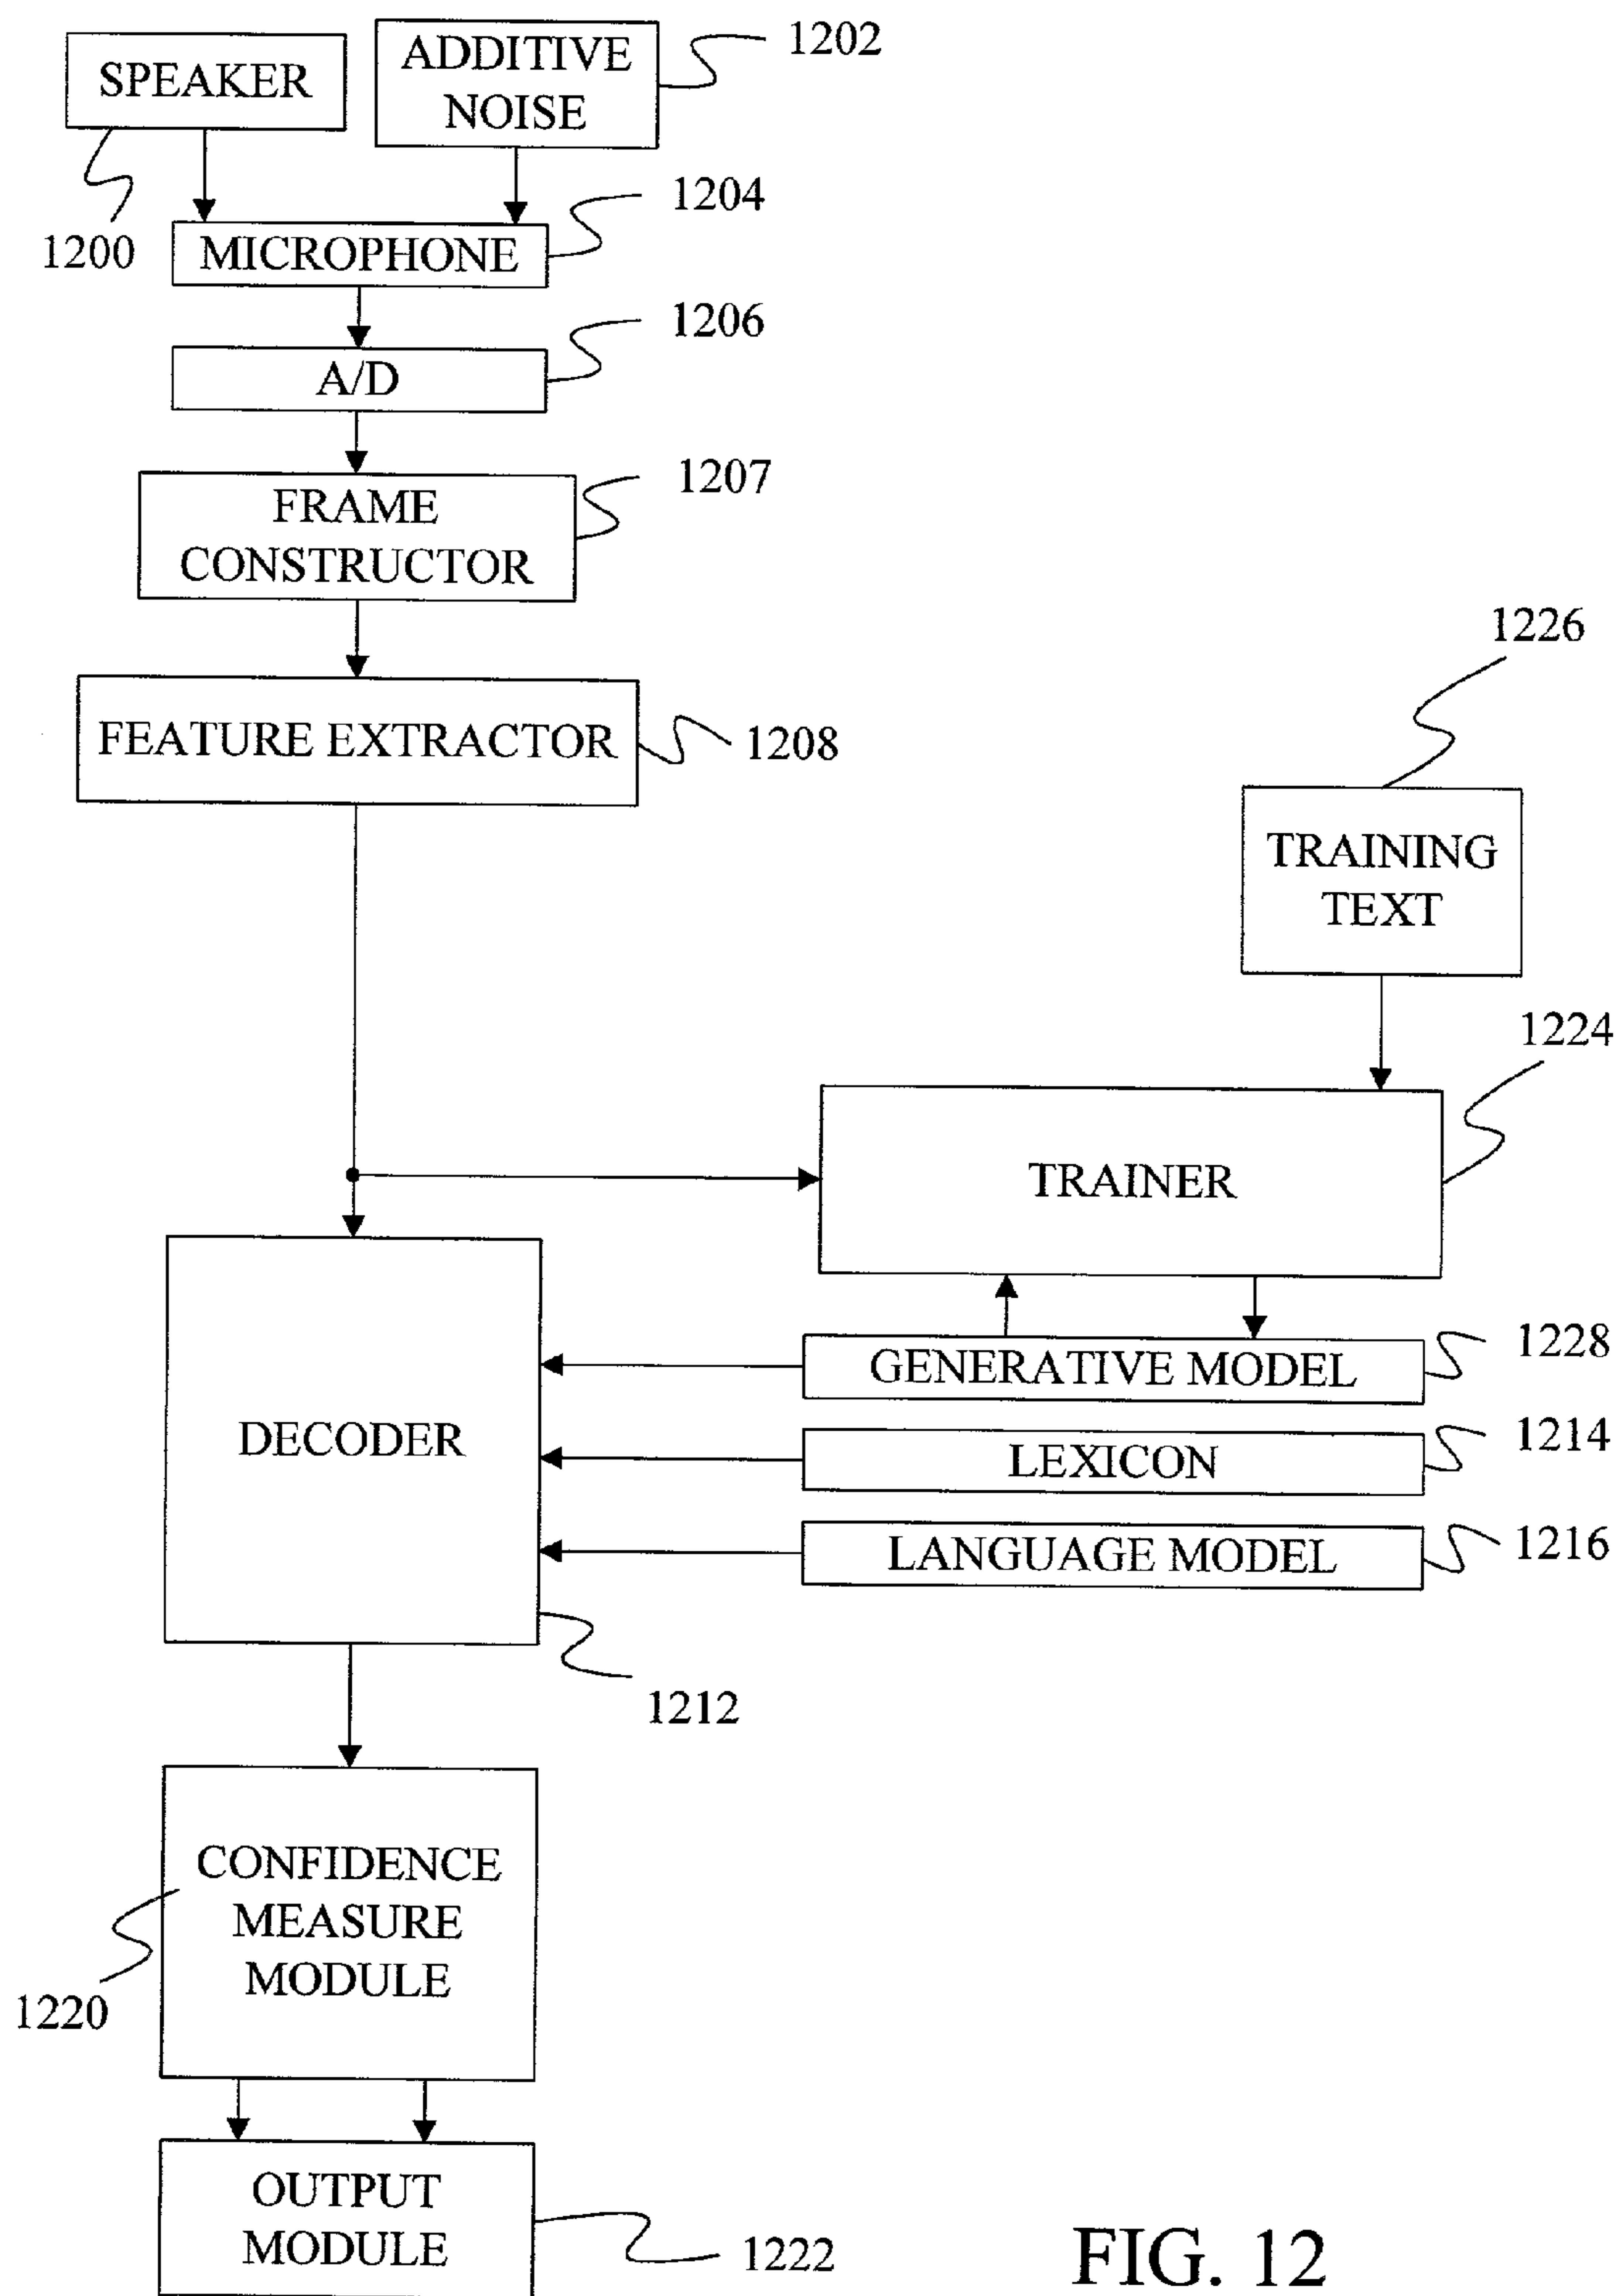 SPEAKER
ADDITIVE
NOISE
1202
1200
1204
MICROPHONE
1206
A/D
1207
FRAME
CONSTRUCTOR
1226
FEATURE EXTRACTOR
1208
TRAINING
TEXT
1224
TRAINER
1228
GENERATIVE MODEL
DECODER
1214
LEXICON
1216
LANGUAGE MODEL
1212
CONFIDENCE
MEASURE
MODULE
1220
OUTPUT
MODULE
1222
FIG. 12